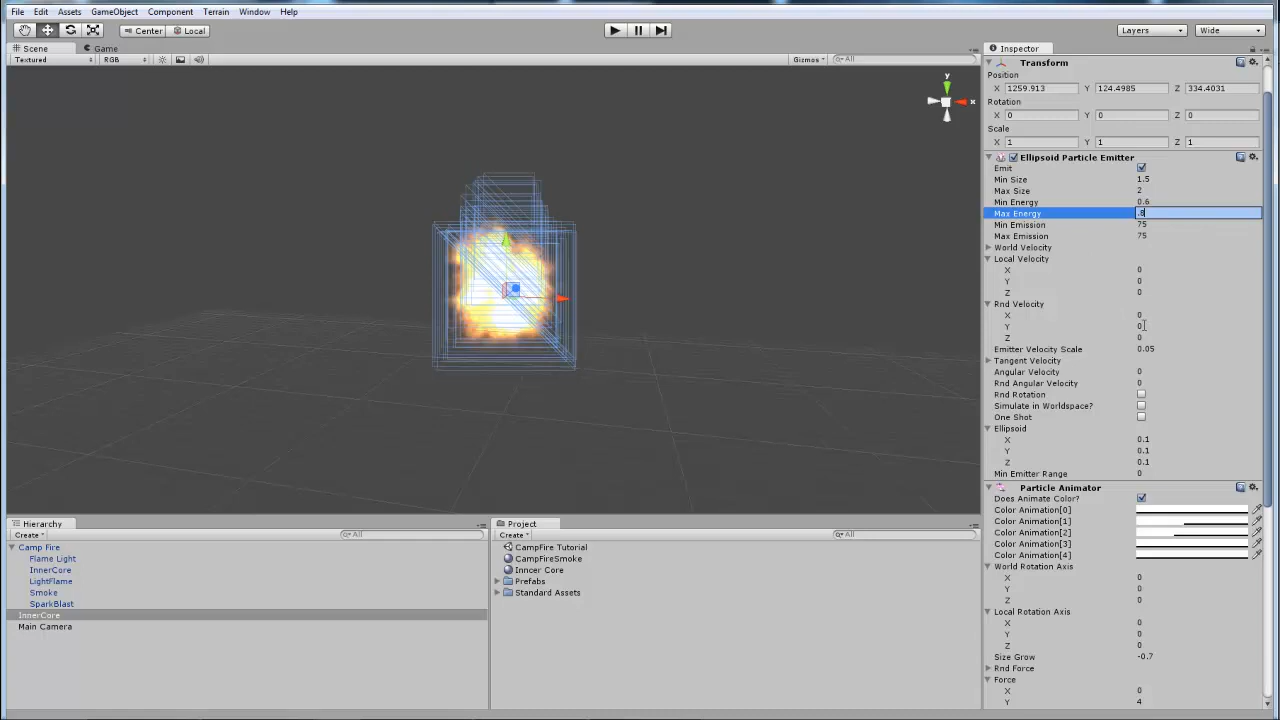 File Edit Assets GameObject Component Terrain Window Help
Center Local Layers Wide
Scene Game
Textured RGB Gizmos All
y
x
Inspector
Transform
Position
X 1259.913 Y 124.4985 Z 334.4031
Rotation
X 0 Y 0 Z 0
Scale
X 1 Y 1 Z 1
Ellipsoid Particle Emitter
Emit
Min Size 1.5
Max Size 2
Min Energy 0.6
Max Energy .8
Min Emission 75
Max Emission 75
World Velocity
Local Velocity
X 0
Y 0
Z 0
Rnd Velocity
X 0
Y 0
Z 0
Emitter Velocity Scale 0.05
Tangent Velocity
Angular Velocity 0
Rnd Angular Velocity 0
Rnd Rotation
Simulate in Worldspace?
One Shot
Ellipsoid
X 0.1
Y 0.1
Z 0.1
Min Emitter Range 0
Particle Animator
Does Animate Color?
Color Animation[0]
Color Animation[1]
Color Animation[2]
Color Animation[3]
Color Animation[4]
World Rotation Axis
X 0
Y 0
Z 0
Local Rotation Axis
X 0
Y 0
Z 0
Size Grow -0.7
Rnd Force
Force
X 0
Y 4
Hierarchy
Create All
Camp Fire
Flame Light
InnerCore
LightFlame
Smoke
SparkBlast
InnerCore
Main Camera
Project
Create All
CampFire Tutorial
CampFireSmoke
Inncer Core
Prefabs
Standard Assets